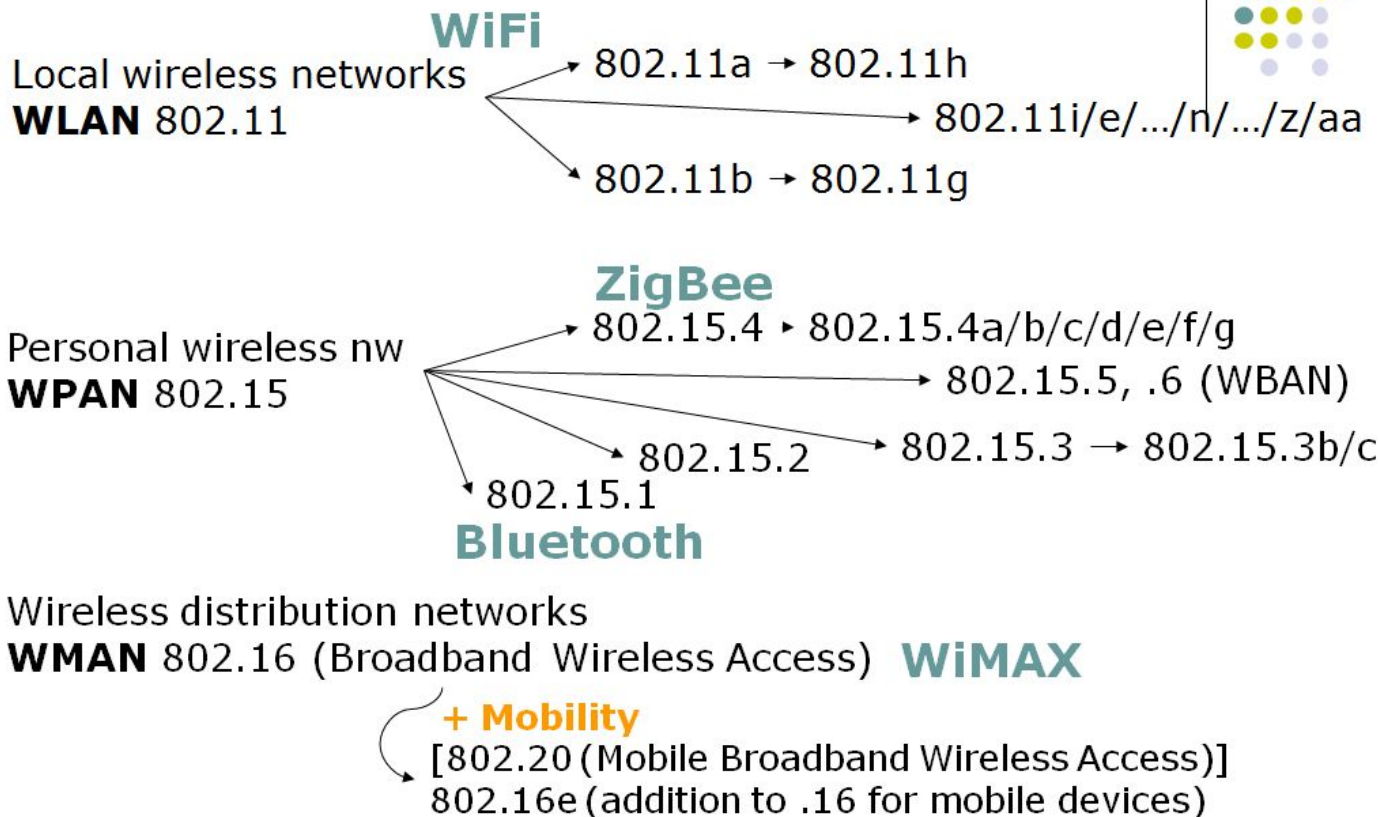 WiFi
Local wireless networks
WLAN 802.11
802.11a → 802.11h
802.11i/e/.../n/.../z/aa
802.11b → 802.11g
ZigBee
Personal wireless nw
WPAN 802.15
802.15.4 ‣ 802.15.4a/b/c/d/e/f/g
802.15.5, .6 (WBAN)
802.15.3 → 802.15.3b/c
802.15.2
802.15.1
Bluetooth
Wireless distribution networks
WMAN 802.16 (Broadband Wireless Access) WiMAX
+ Mobility
[802.20 (Mobile Broadband Wireless Access)]
802.16e (addition to .16 for mobile devices)